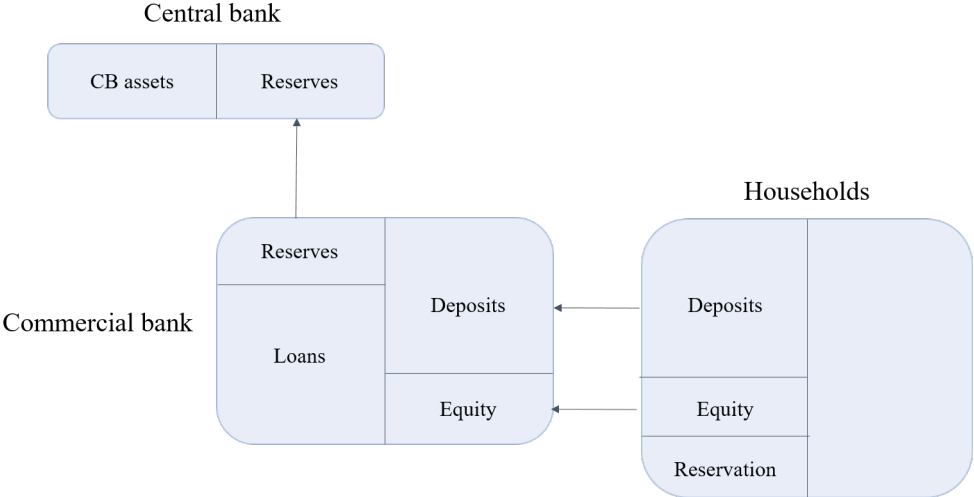 Central bank
CB assets
Reserves
Households
Reserves
Deposits
Deposits
Commercial bank
Loans
Equity
Equity
Reservation